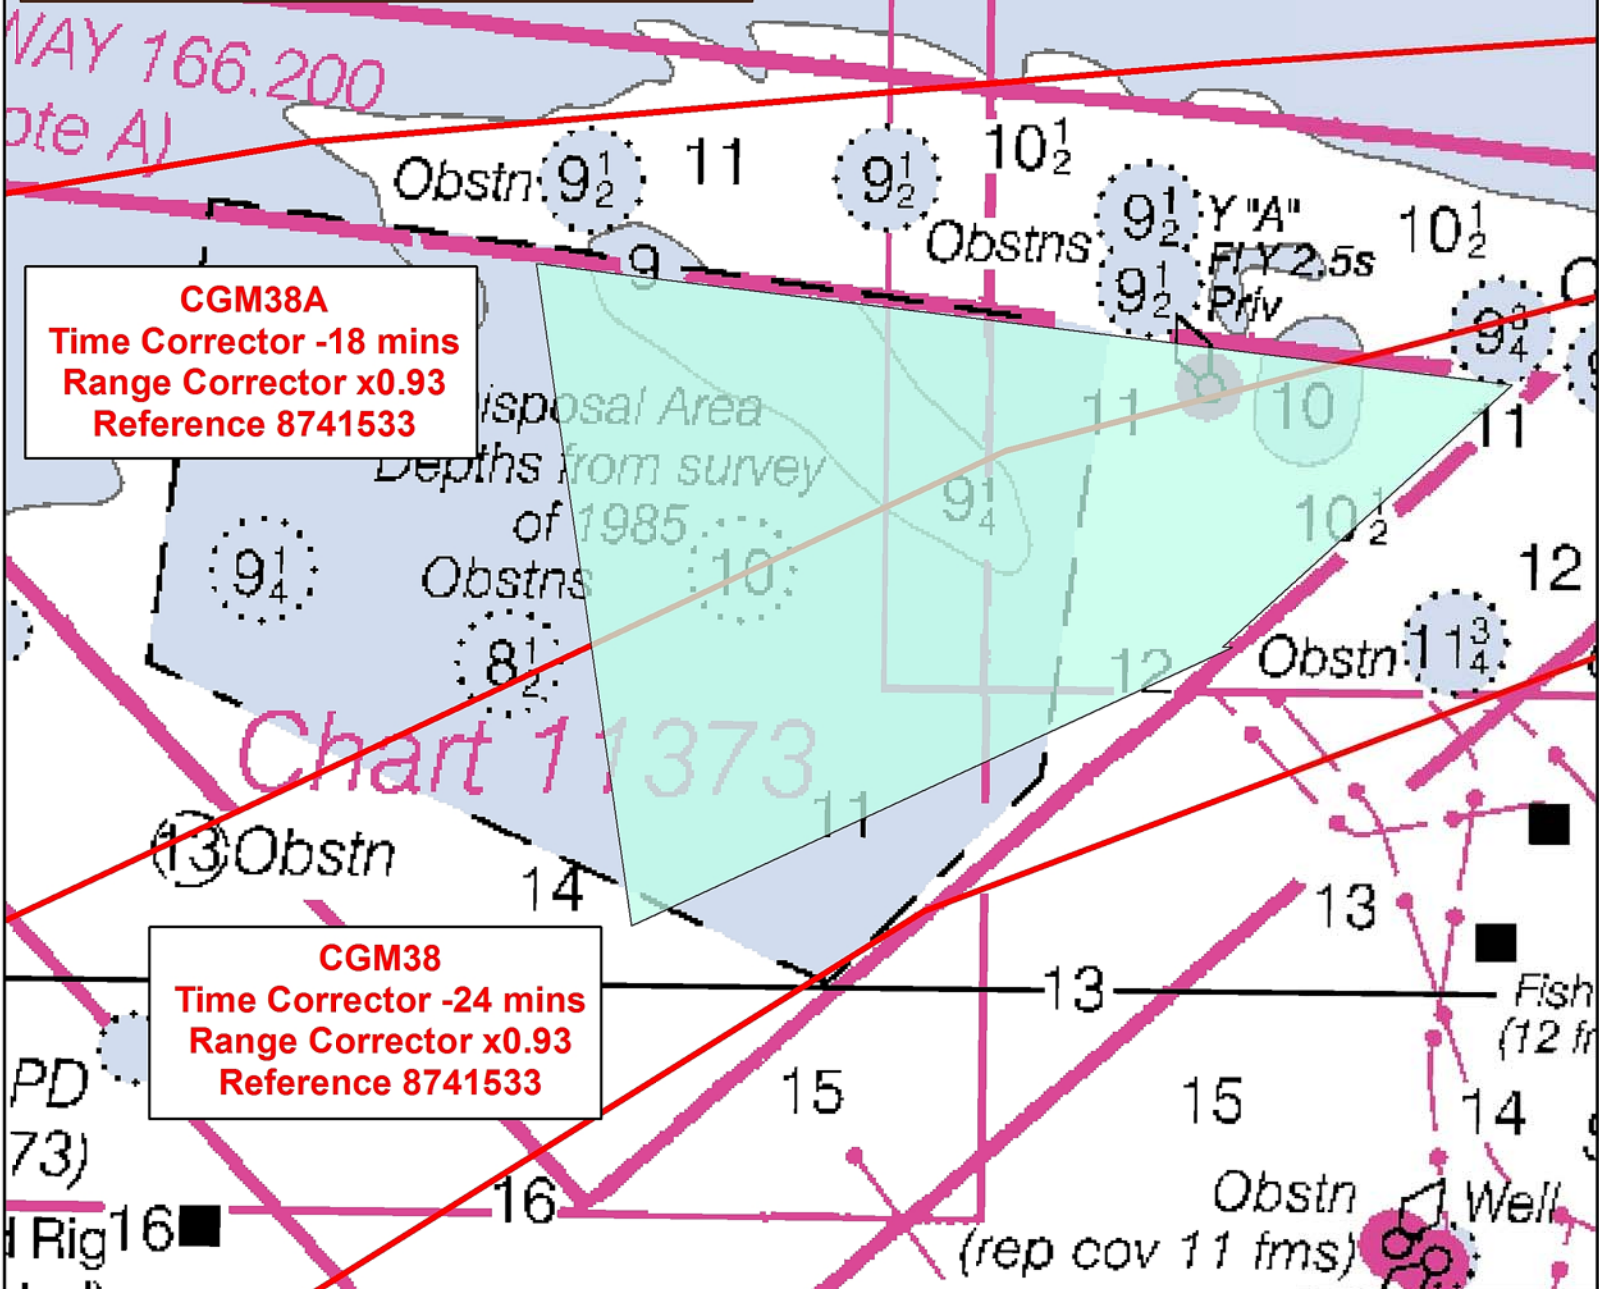 WAY 166.200
ote A)
Obstn 9½
11
9½
10½
Obstns
9½
9½
Y "A"
Fl Y 2.5s
Priv
10½
9¾
9
CGM38A
Time Corrector -18 mins
Range Corrector x0.93
Reference 8741533
isposal Area
Depths from survey
of 1985
Obstns
10
9¼
8½
9¼
11
10
11
10½
12
12
Obstn 11¾
Chart 11373
11
13 Obstn
14
13
13
CGM38
Time Corrector -24 mins
Range Corrector x0.93
Reference 8741533
Fish
(12 f
PD
73)
15
15
14
16
16
Rig
Obstn
(rep cov 11 fms)
Well